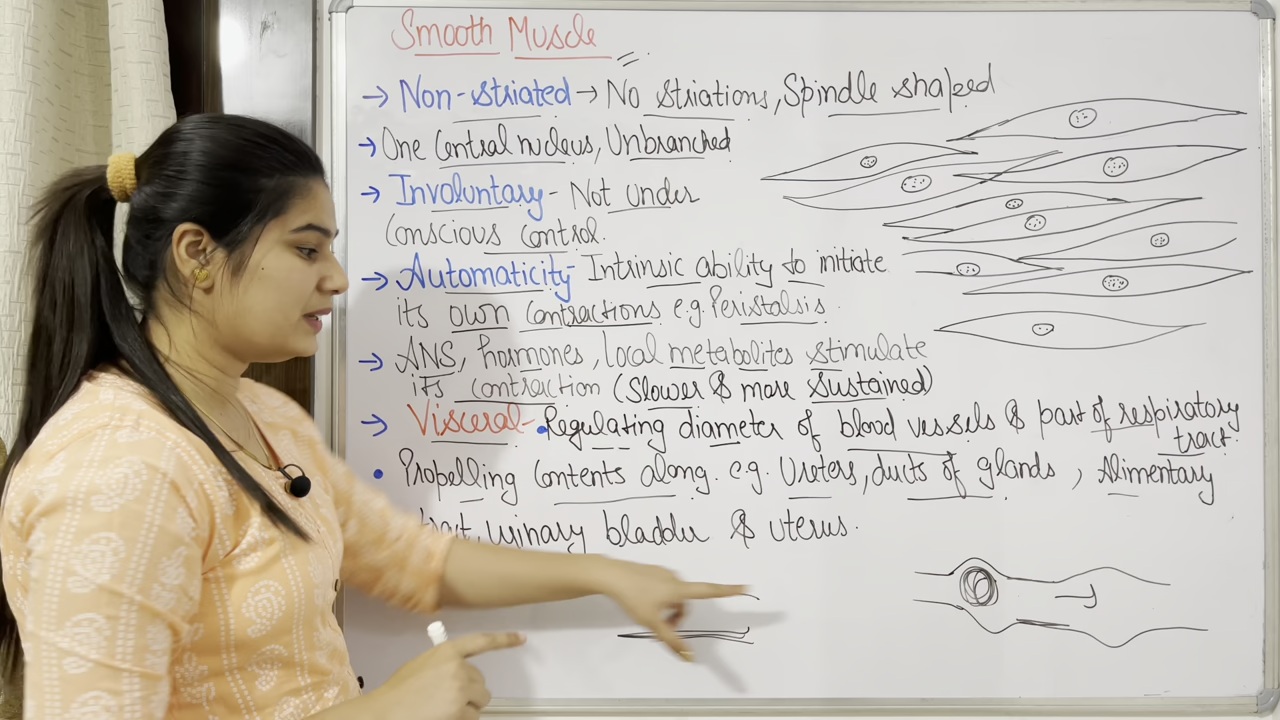 Smooth Muscle
→ Non-striated → No striations, Spindle shaped
→ One Central nucleus, Unbranched
→ Involuntary - Not under
Conscious control.
→ Automaticity - Intrinsic ability to initiate
its own contractions e.g. Peristalsis.
→ ANS, hormones, local metabolites stimulate
its contraction (Slower & more Sustained)
→ Visceral - • Regulating diameter of blood vessels & part of respiratory
tract.
• Propelling Contents along. e.g. Ureters, ducts of glands, Alimentary
tract, urinary bladder & uterus.